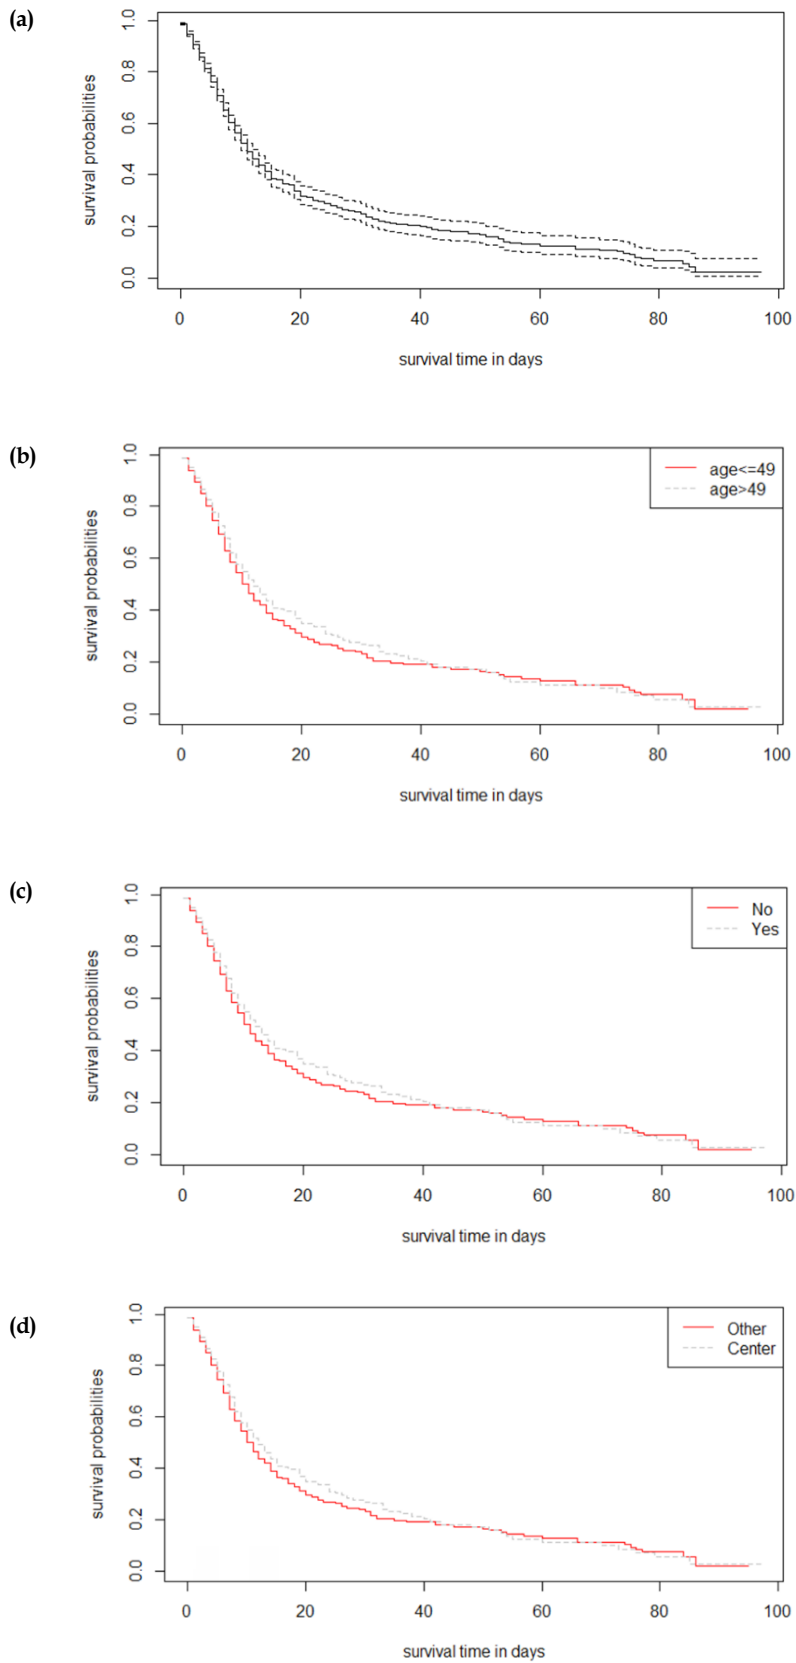 (a)
survival probabilities
1.0
0.8
0.6
0.4
0.2
0.0
0 20 40 60 80 100
survival time in days
(b)
survival probabilities
1.0
0.8
0.6
0.4
0.2
0.0
age<=49
age>49
0 20 40 60 80 100
survival time in days
(c)
survival probabilities
1.0
0.8
0.6
0.4
0.2
0.0
No
Yes
0 20 40 60 80 100
survival time in days
(d)
survival probabilities
1.0
0.8
0.6
0.4
0.2
0.0
Other
Center
0 20 40 60 80 100
survival time in days